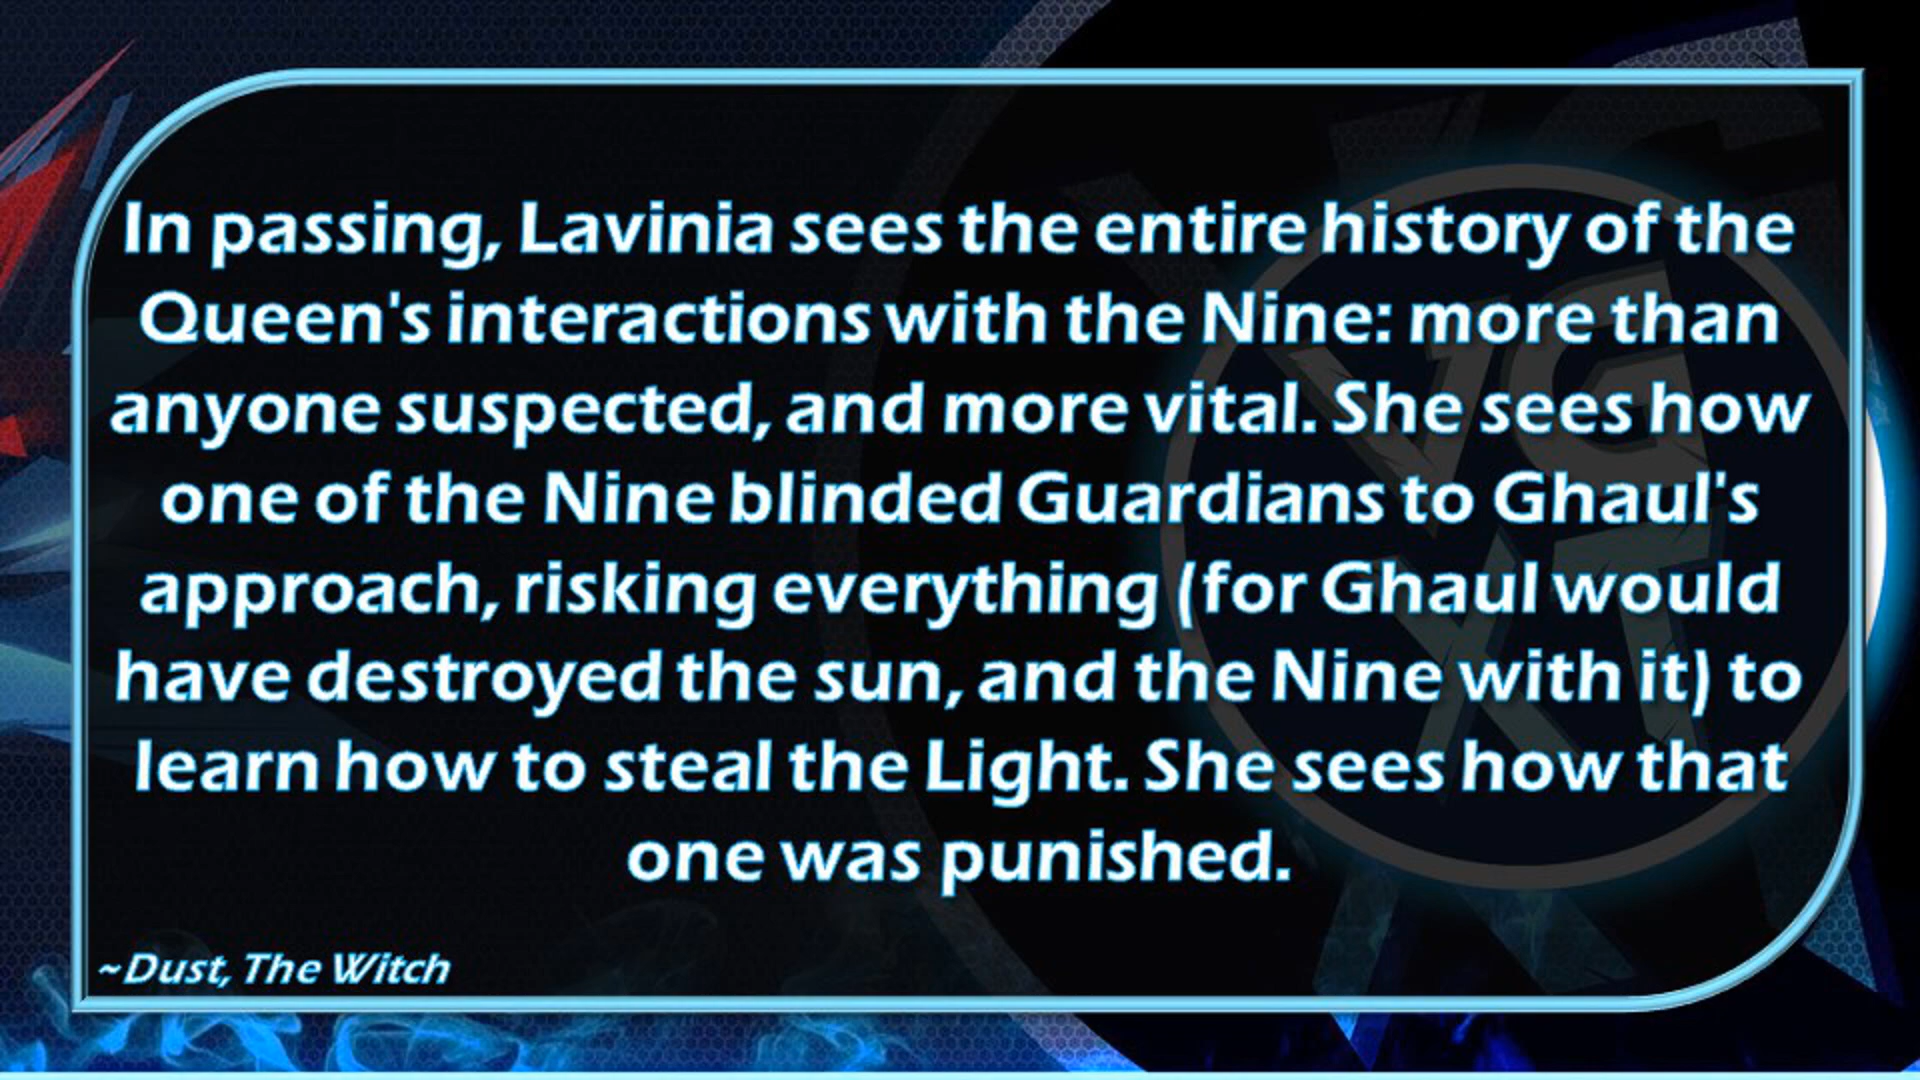 In passing, Lavinia sees the entire history of the
Queen's interactions with the Nine: more than
anyone suspected, and more vital. She sees how
one of the Nine blinded Guardians to Ghaul's
approach, risking everything (for Ghaul would
have destroyed the sun, and the Nine with it) to
learn how to steal the Light. She sees how that
one was punished.
~Dust, The Witch